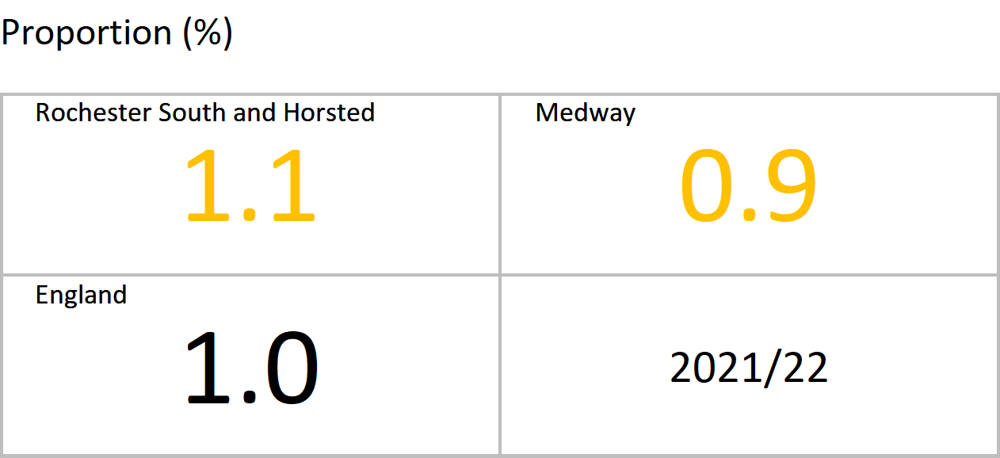 Proportion (%)
Rochester South and Horsted
1.1
Medway
0.9
England
1.0
2021/22